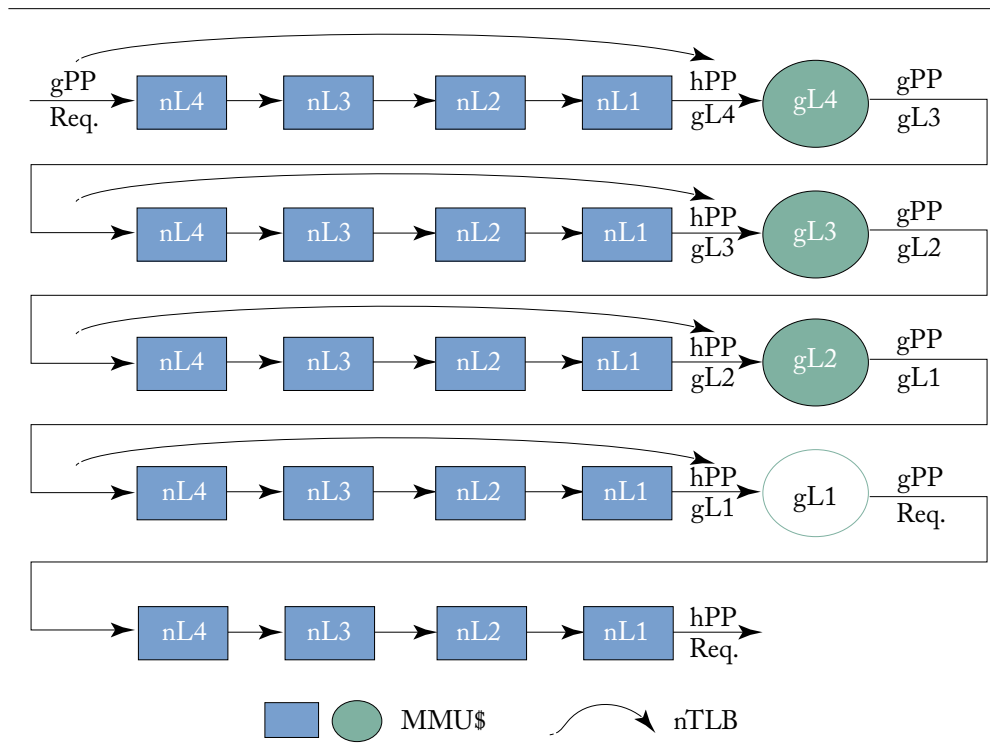 gPP
Req.
nL4 nL3 nL2 nL1
hPP
gL4
gL4
gPP
gL3
nL4 nL3 nL2 nL1
hPP
gL3
gL3
gPP
gL2
nL4 nL3 nL2 nL1
hPP
gL2
gL2
gPP
gL1
nL4 nL3 nL2 nL1
hPP
gL1
gL1
gPP
Req.
nL4 nL3 nL2 nL1
hPP
Req.
MMU$ nTLB